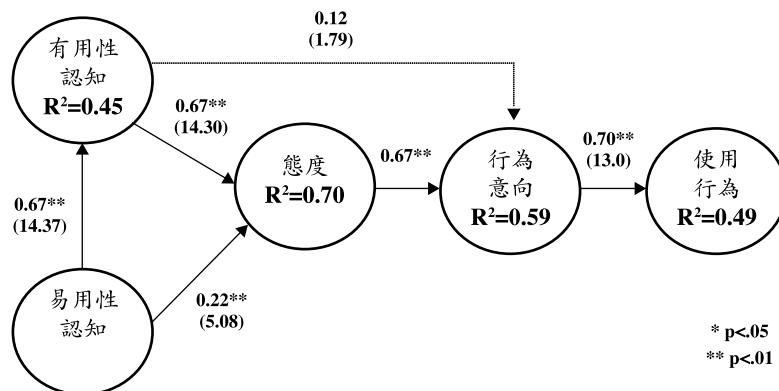 0.12
(1.79)
有用性
認知
R²=0.45
0.67**
(14.30)
態度
R²=0.70
0.67**
行為
意向
R²=0.59
0.70**
(13.0)
使用
行為
R²=0.49
0.67**
(14.37)
易用性
認知
0.22**
(5.08)
* p<.05
** p<.01